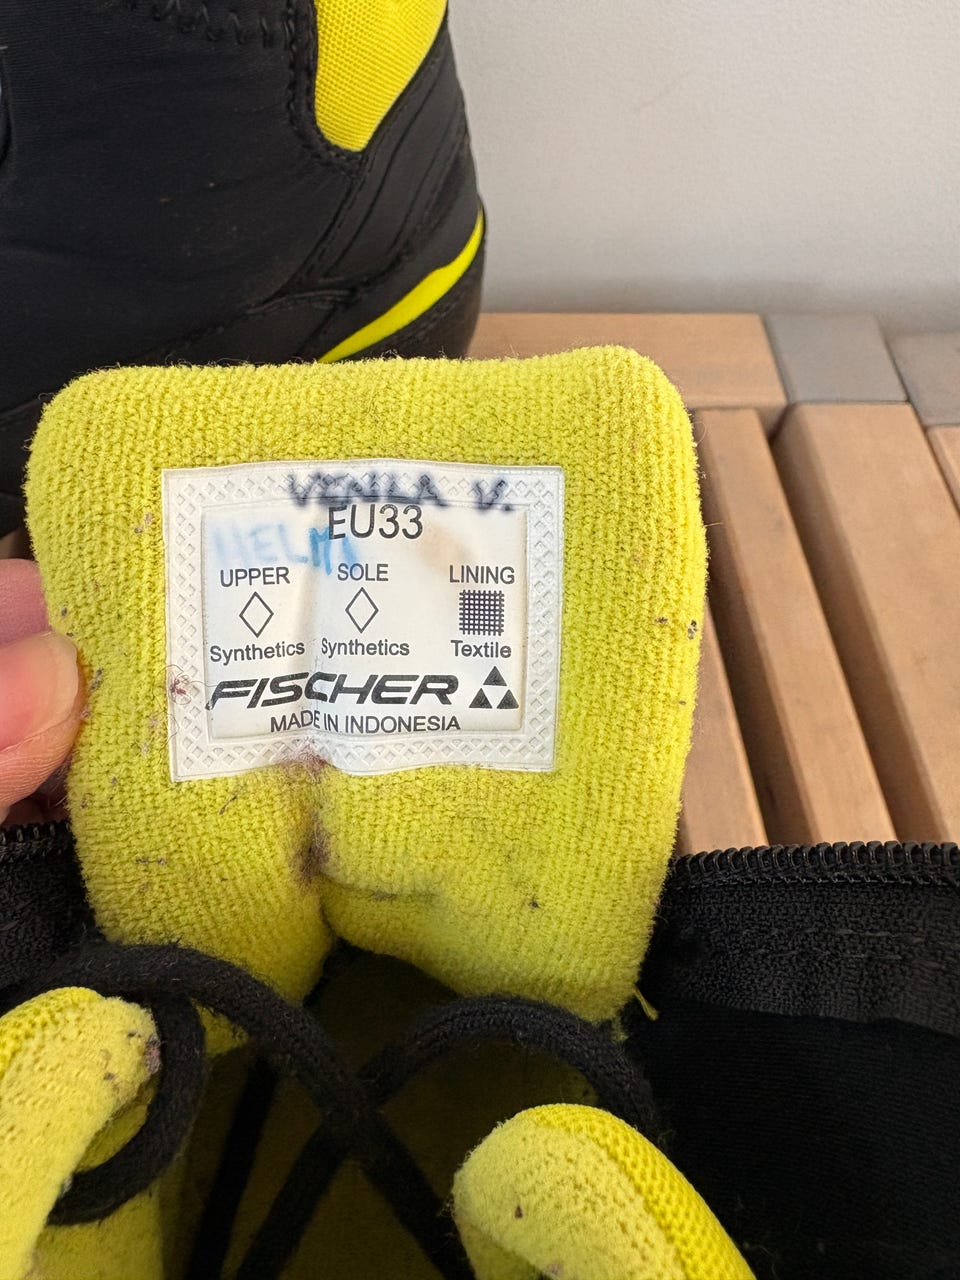 VENLA V.
EU33
HELMI
UPPER SOLE LINING
Synthetics Synthetics Textile
FISCHER
MADE IN INDONESIA